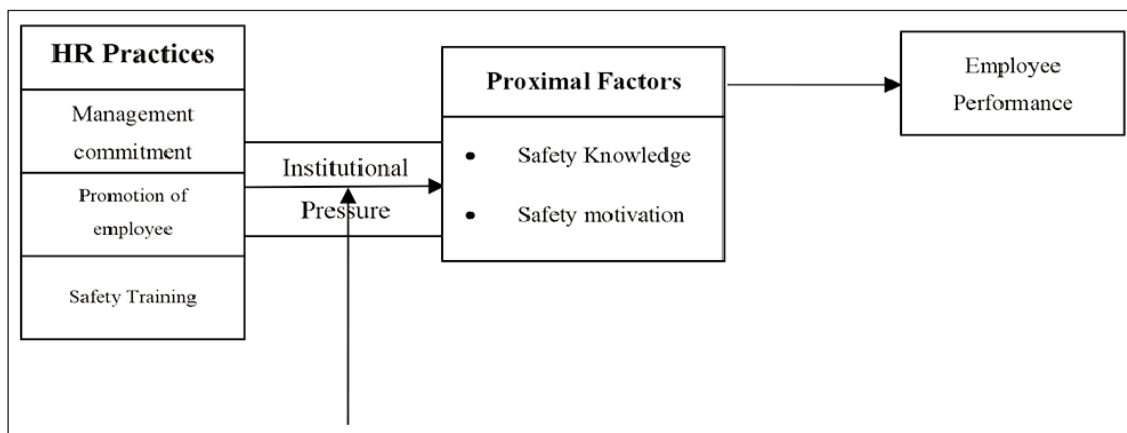 HR Practices
Management
commitment
Promotion of
employee
Safety Training
Institutional
Pressure
Proximal Factors
• Safety Knowledge
• Safety motivation
Employee
Performance